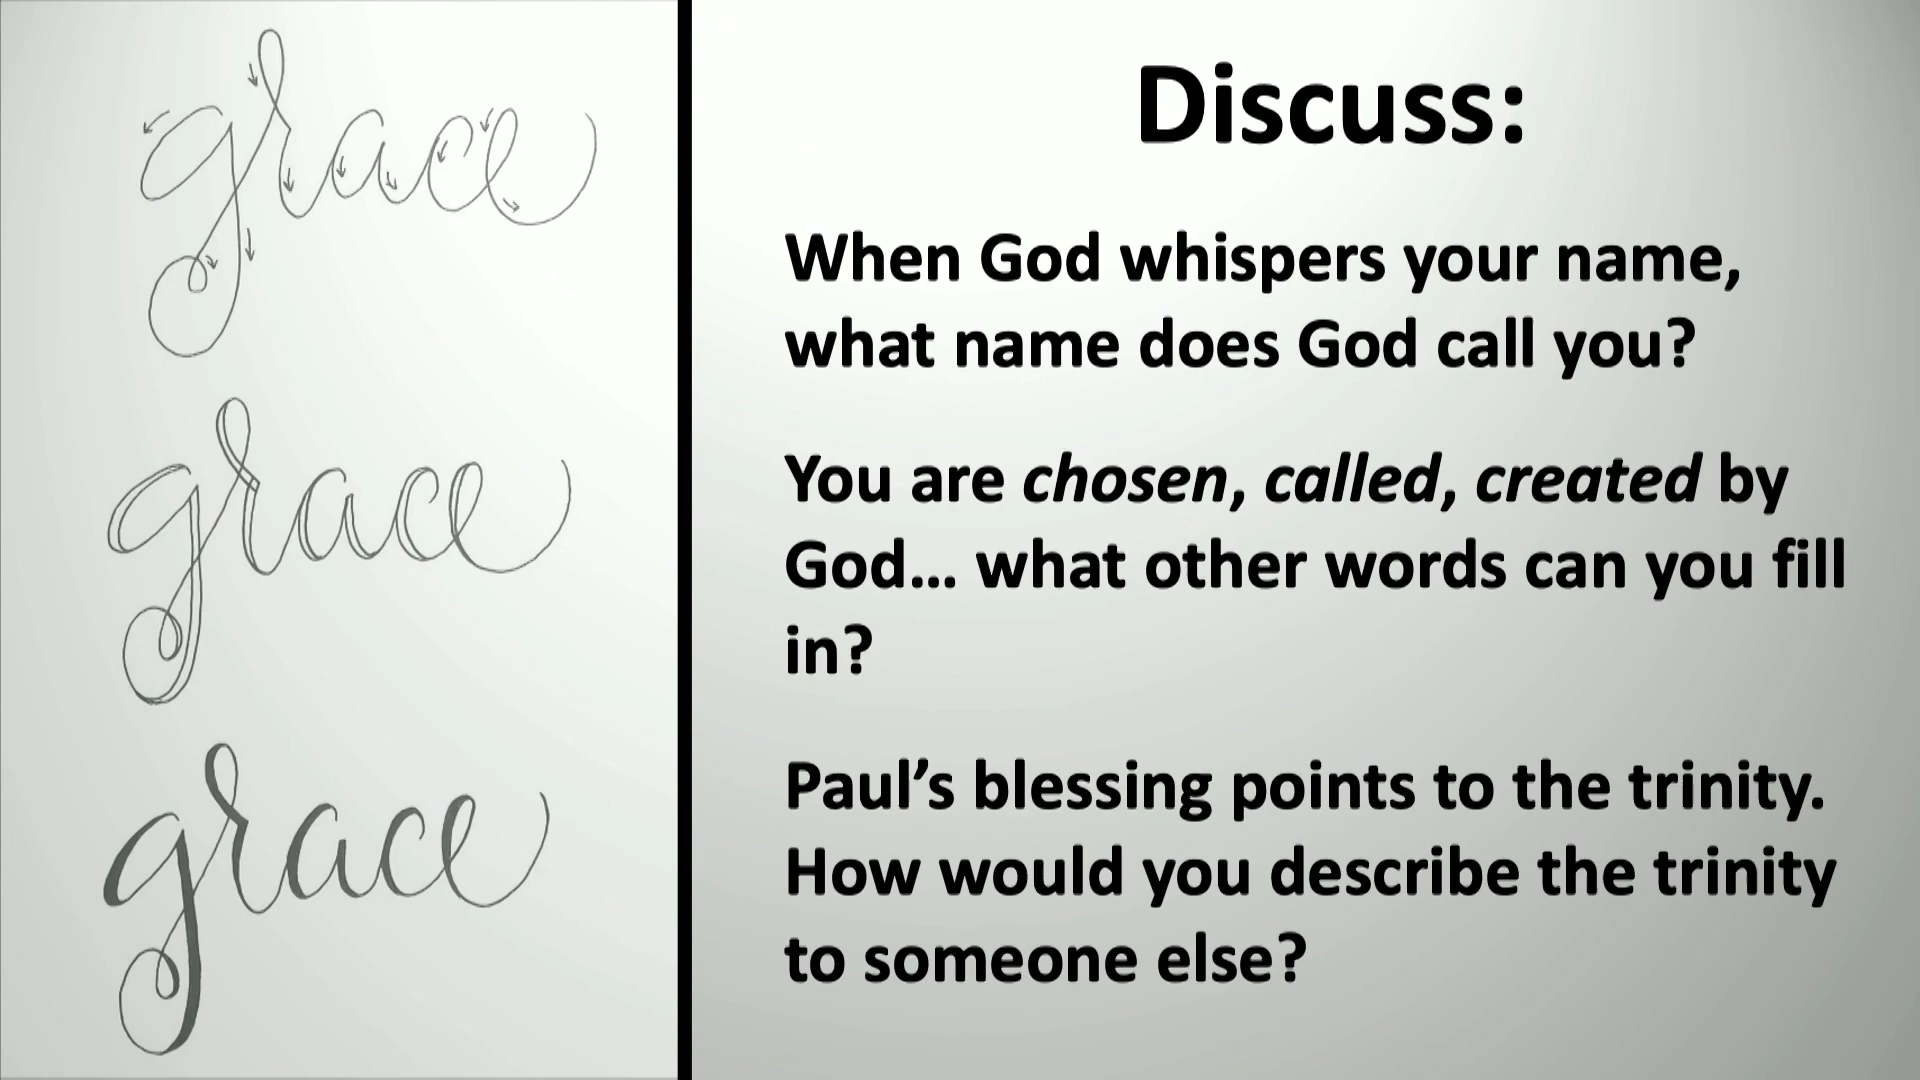 grace
grace
grace
Discuss:
When God whispers your name,
what name does God call you?
You are chosen, called, created by
God... what other words can you fill
in?
Paul’s blessing points to the trinity.
How would you describe the trinity
to someone else?